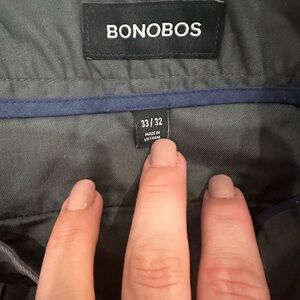 BONOBOS
33 / 32
MADE IN
VIETNAM